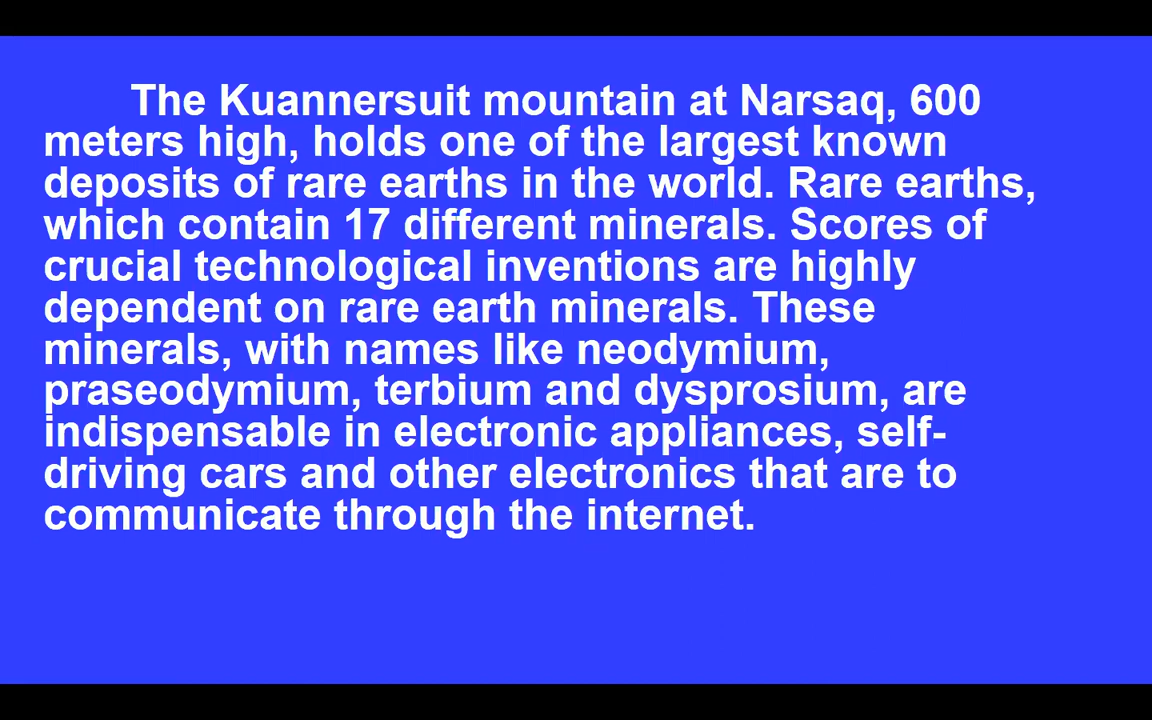 The Kuannersuit mountain at Narsaq, 600
meters high, holds one of the largest known
deposits of rare earths in the world. Rare earths,
which contain 17 different minerals. Scores of
crucial technological inventions are highly
dependent on rare earth minerals. These
minerals, with names like neodymium,
praseodymium, terbium and dysprosium, are
indispensable in electronic appliances, self-
driving cars and other electronics that are to
communicate through the internet.